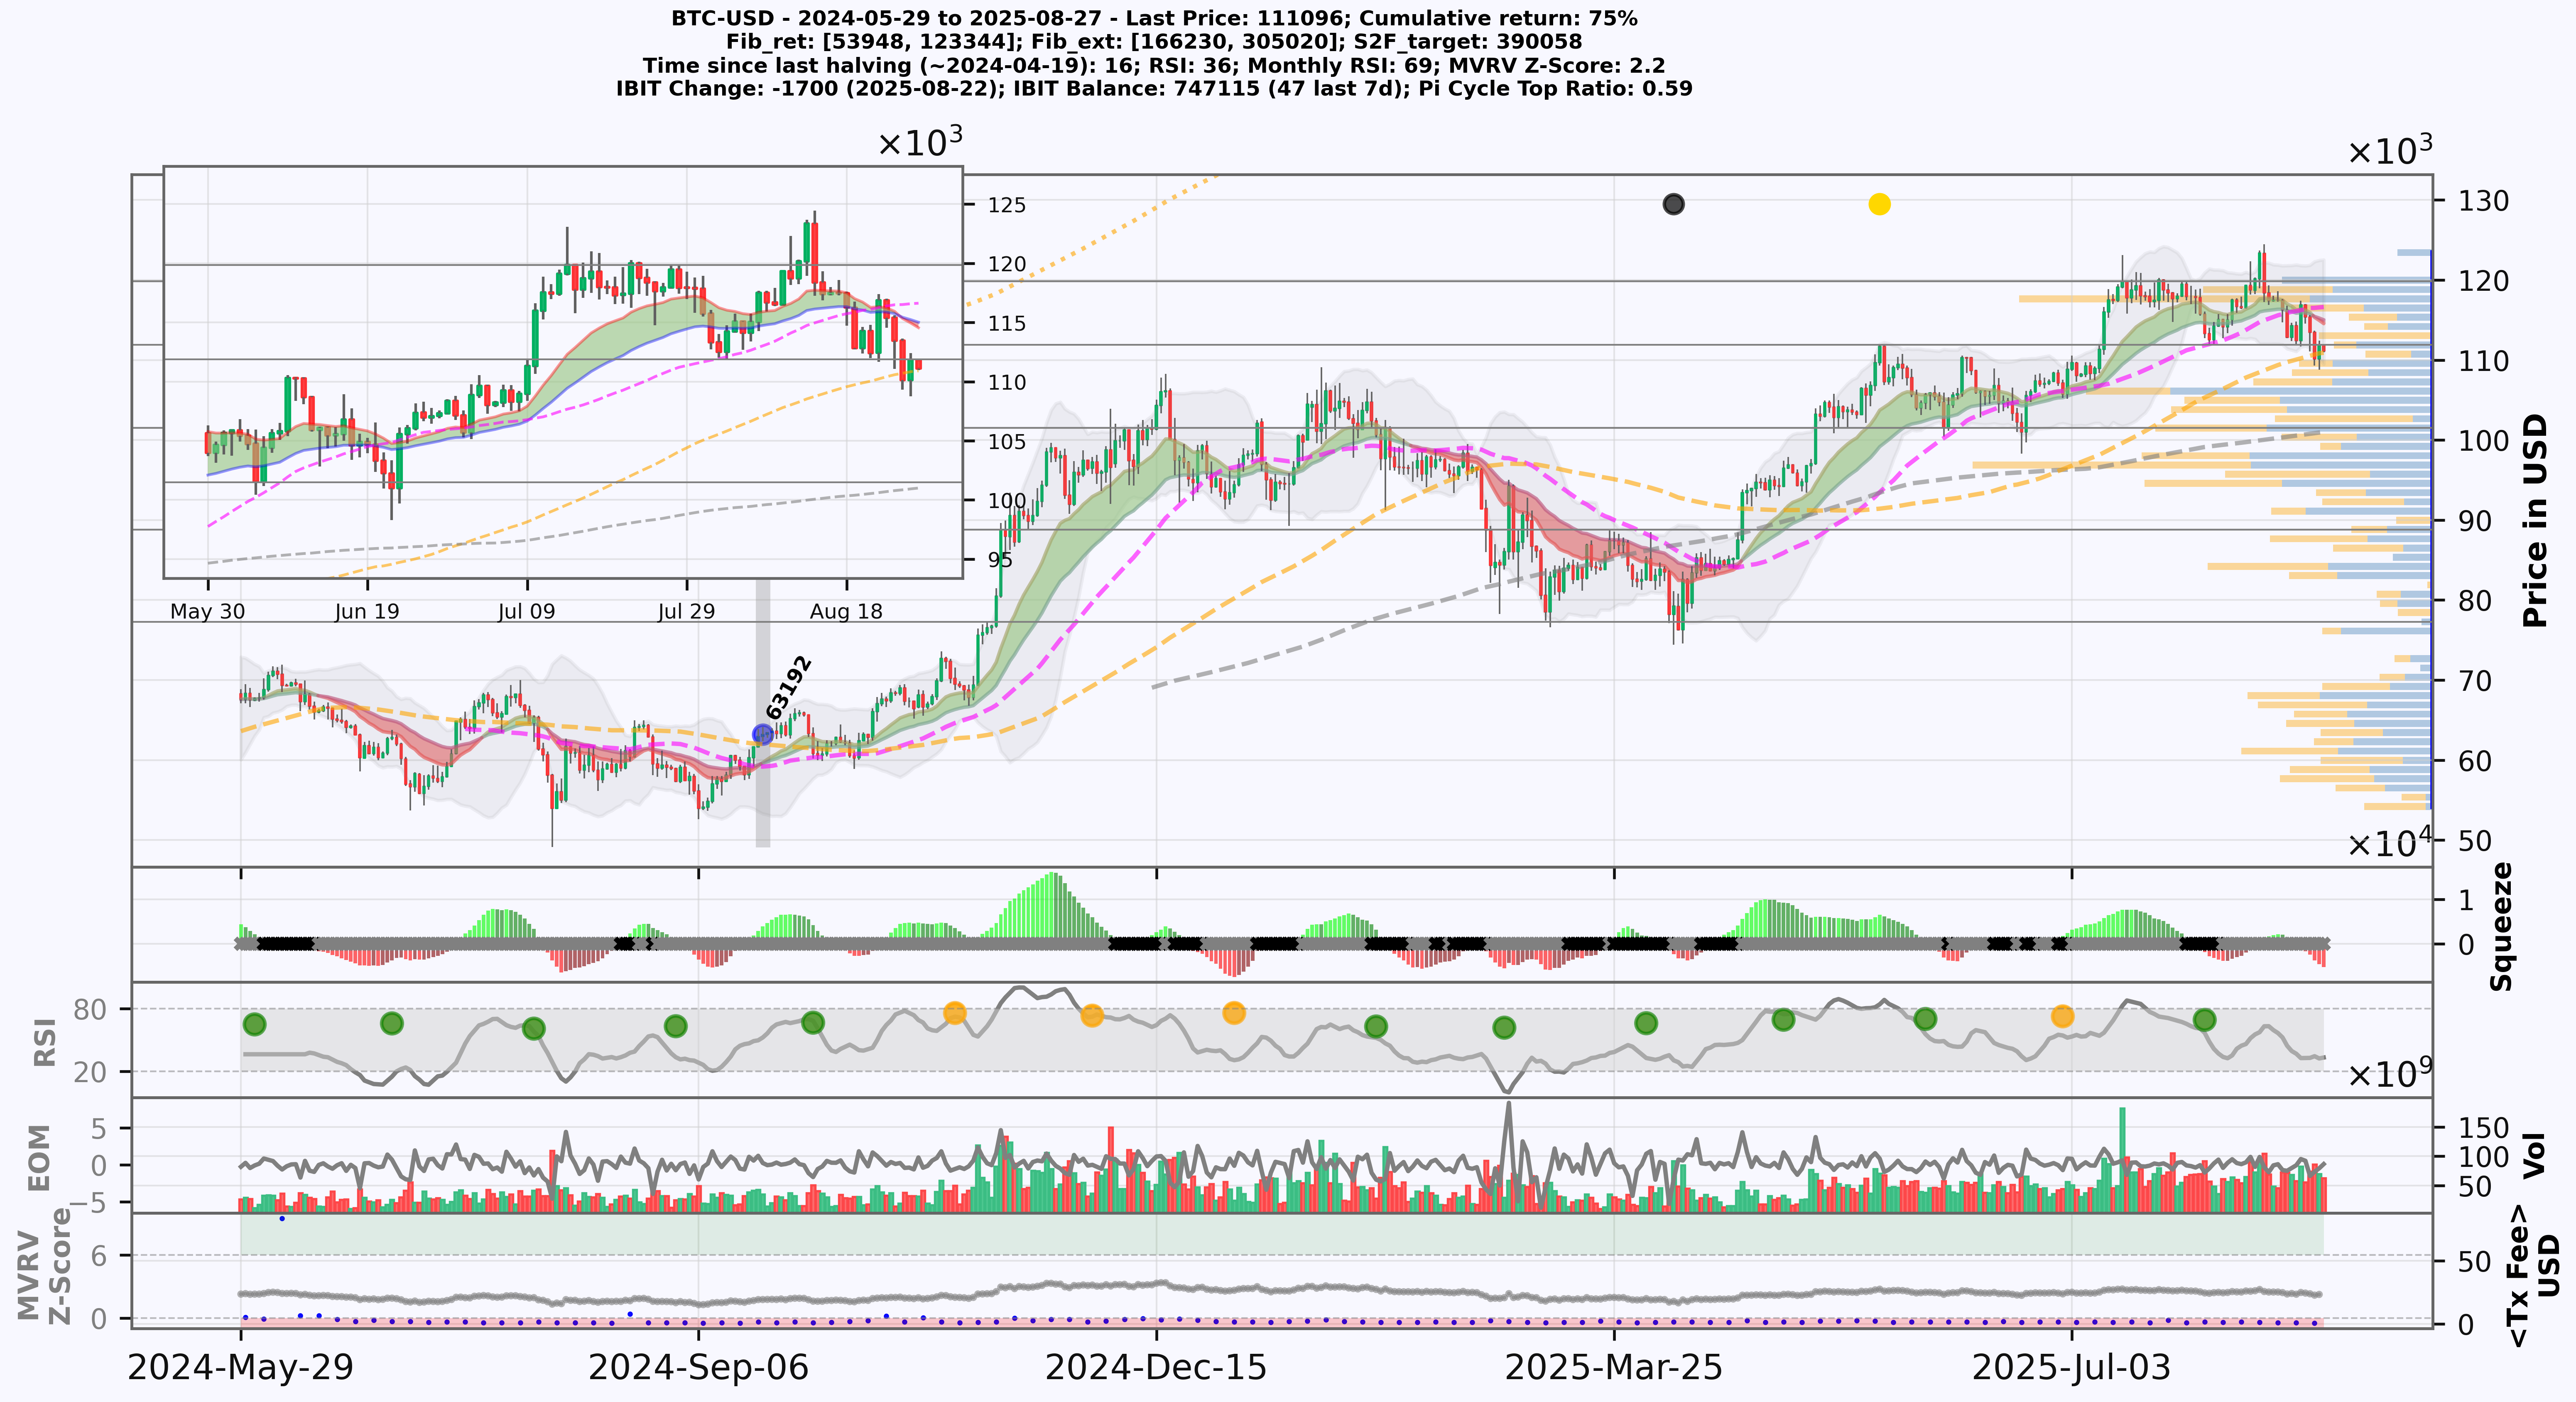 BTC-USD - 2024-05-29 to 2025-08-27 - Last Price: 111096; Cumulative return: 75%
Fib_ret: [53948, 123344]; Fib_ext: [166230, 305020]; S2F_target: 390058
Time since last halving (~2024-04-19): 16; RSI: 36; Monthly RSI: 69; MVRV Z-Score: 2.2
IBIT Change: -1700 (2025-08-22); IBIT Balance: 747115 (47 last 7d); Pi Cycle Top Ratio: 0.59
×10³
×10³
125
120
115
110
105
100
95
May 30
Jun 19
Jul 09
Jul 29
Aug 18
63192
130
120
110
100
90
80
70
60
50
Price in USD
×10⁴
1
0
Squeeze
80
20
RSI
×10⁹
5
0
−5
EOM
150
100
50
Vol
6
0
MVRV
Z-Score
50
0
<Tx Fee>
USD
2024-May-29
2024-Sep-06
2024-Dec-15
2025-Mar-25
2025-Jul-03